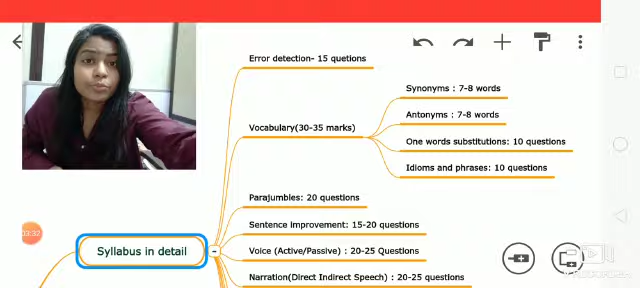 Error detection- 15 quetions
Synonyms : 7-8 words
Antonyms : 7-8 words
Vocabulary(30-35 marks)
One words substitutions: 10 questions
Idioms and phrases: 10 questions
Parajumbles: 20 questions
Sentence improvement: 15-20 questions
Syllabus in detail
Voice (Active/Passive) : 20-25 Questions
Narration(Direct Indirect Speech) : 20-25 questions